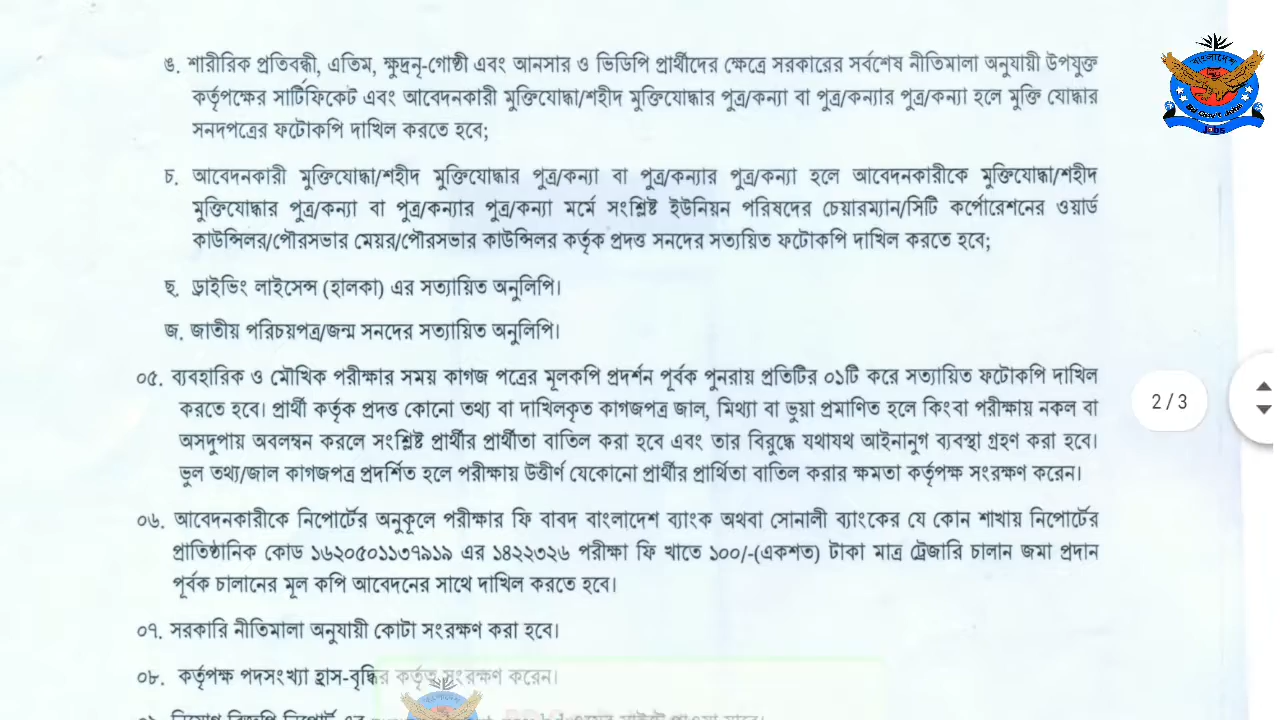 ঙ. শারীরিক প্রতিবন্ধী, এতিম, ক্ষুদ্রনৃ-গোষ্ঠী এবং আনসার ও ভিডিপি প্রার্থীদের ক্ষেত্রে সরকারের সর্বশেষ নীতিমালা অনুযায়ী উপযুক্ত
কর্তৃপক্ষের সার্টিফিকেট এবং আবেদনকারী মুক্তিযোদ্ধা/শহীদ মুক্তিযোদ্ধার পুত্র/কন্যা বা পুত্র/কন্যার পুত্র/কন্যা হলে মুক্তি যোদ্ধার
সনদপত্রের ফটোকপি দাখিল করতে হবে;
চ. আবেদনকারী মুক্তিযোদ্ধা/শহীদ মুক্তিযোদ্ধার পুত্র/কন্যা বা পুত্র/কন্যার পুত্র/কন্যা হলে আবেদনকারীকে মুক্তিযোদ্ধা/শহীদ
মুক্তিযোদ্ধার পুত্র/কন্যা বা পুত্র/কন্যার পুত্র/কন্যা মর্মে সংশ্লিষ্ট ইউনিয়ন পরিষদের চেয়ারম্যান/সিটি কর্পোরেশনের ওয়ার্ড
কাউন্সিলর/পৌরসভার মেয়র/পৌরসভার কাউন্সিলর কর্তৃক প্রদত্ত সনদের সত্যায়িত ফটোকপি দাখিল করতে হবে;
ছ. ড্রাইভিং লাইসেন্স (হালকা) এর সত্যায়িত অনুলিপি।
জ. জাতীয় পরিচয়পত্র/জন্ম সনদের সত্যায়িত অনুলিপি।
০৫. ব্যবহারিক ও মৌখিক পরীক্ষার সময় কাগজ পত্রের মূলকপি প্রদর্শন পূর্বক পুনরায় প্রতিটির ০১টি করে সত্যায়িত ফটোকপি দাখিল
করতে হবে। প্রার্থী কর্তৃক প্রদত্ত কোনো তথ্য বা দাখিলকৃত কাগজপত্র জাল, মিথ্যা বা ভুয়া প্রমাণিত হলে কিংবা পরীক্ষায় নকল বা
অসদুপায় অবলম্বন করলে সংশ্লিষ্ট প্রার্থীর প্রার্থীতা বাতিল করা হবে এবং তার বিরুদ্ধে যথাযথ আইনানুগ ব্যবস্থা গ্রহণ করা হবে।
ভুল তথ্য/জাল কাগজপত্র প্রদর্শিত হলে পরীক্ষায় উত্তীর্ণ যেকোনো প্রার্থীর প্রার্থিতা বাতিল করার ক্ষমতা কর্তৃপক্ষ সংরক্ষণ করেন।
2 / 3
০৬. আবেদনকারীকে নিপোর্টের অনুকূলে পরীক্ষার ফি বাবদ বাংলাদেশ ব্যাংক অথবা সোনালী ব্যাংকের যে কোন শাখায় নিপোর্টের
প্রাতিষ্ঠানিক কোড ১৬২০৫০১১৩৭৯১৯ এর ১৪২২৩২৬ পরীক্ষা ফি খাতে ১০০/-(একশত) টাকা মাত্র ট্রেজারি চালান জমা প্রদান
পূর্বক চালানের মূল কপি আবেদনের সাথে দাখিল করতে হবে।
০৭. সরকারি নীতিমালা অনুযায়ী কোটা সংরক্ষণ করা হবে।
০৮. কর্তৃপক্ষ পদসংখ্যা হ্রাস-বৃদ্ধির কর্তৃত্ব সংরক্ষণ করেন।
বাংলাদেশ
Jobs